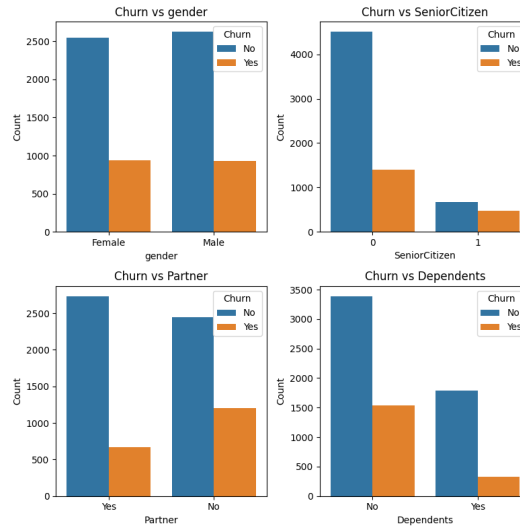 Churn vs gender
Churn
No
Yes
2500
2000
1500
1000
500
0
Count
Female Male
gender
Churn vs SeniorCitizen
Churn
No
Yes
4000
3000
2000
1000
0
Count
0 1
SeniorCitizen
Churn vs Partner
Churn
No
Yes
2500
2000
1500
1000
500
0
Count
Yes No
Partner
Churn vs Dependents
Churn
No
Yes
3500
3000
2500
2000
1500
1000
500
0
Count
No Yes
Dependents